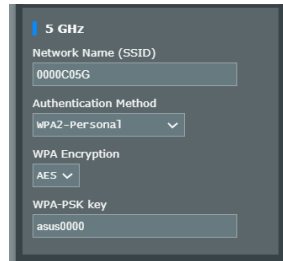 5 GHz
Network Name (SSID)
0000C05G
Authentication Method
WPA2-Personal
WPA Encryption
AES
WPA-PSK key
asus0000